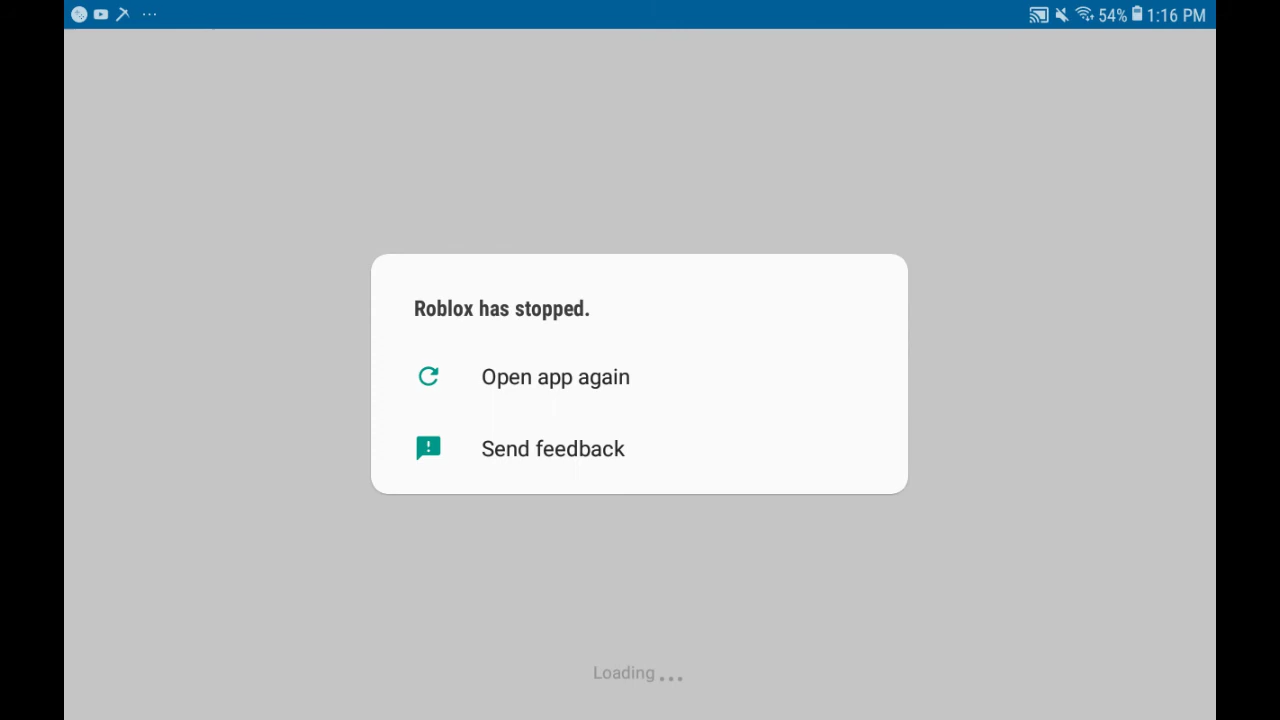 54% 1:16 PM
Roblox has stopped.
Open app again
Send feedback
Loading...